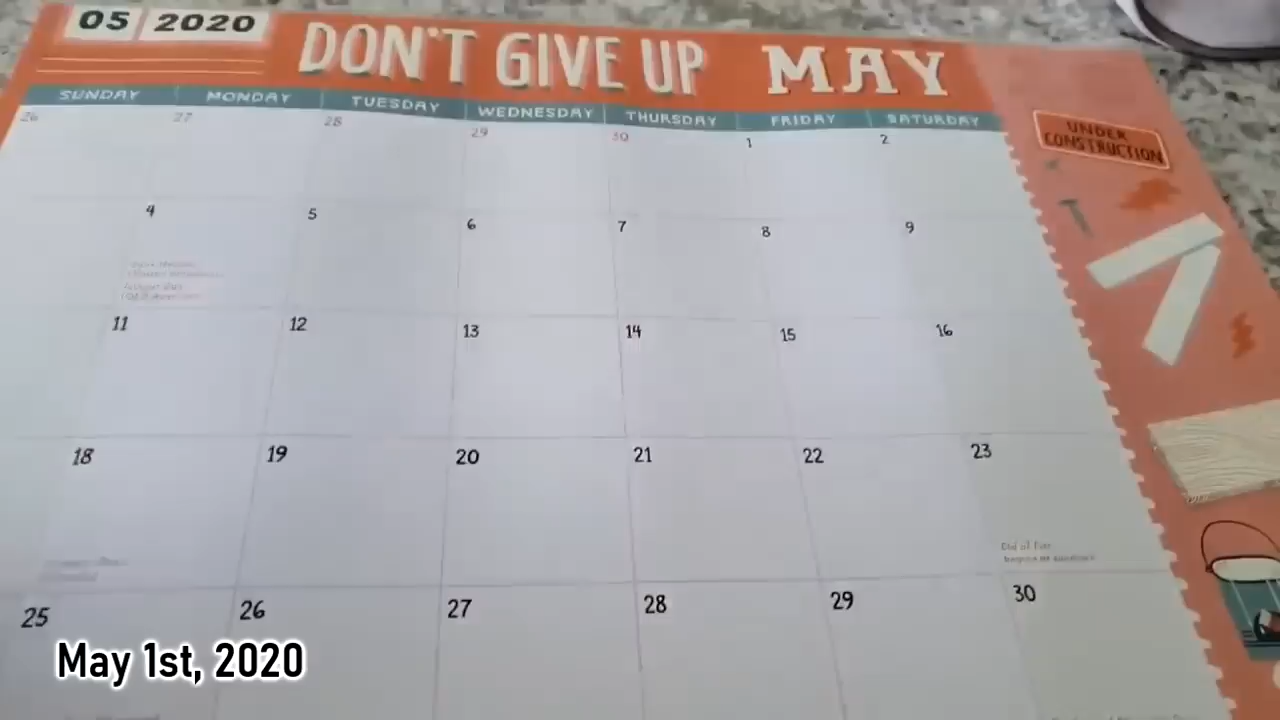 05 2020 DON'T GIVE UP MAY
SUNDAY MONDAY TUESDAY WEDNESDAY THURSDAY FRIDAY SATURDAY
26 27 28 29 30 1 2
4 5 6 7 8 9
11 12 13 14 15 16
18 19 20 21 22 23
25 26 27 28 29 30
UNDER
CONSTRUCTION
May 1st, 2020